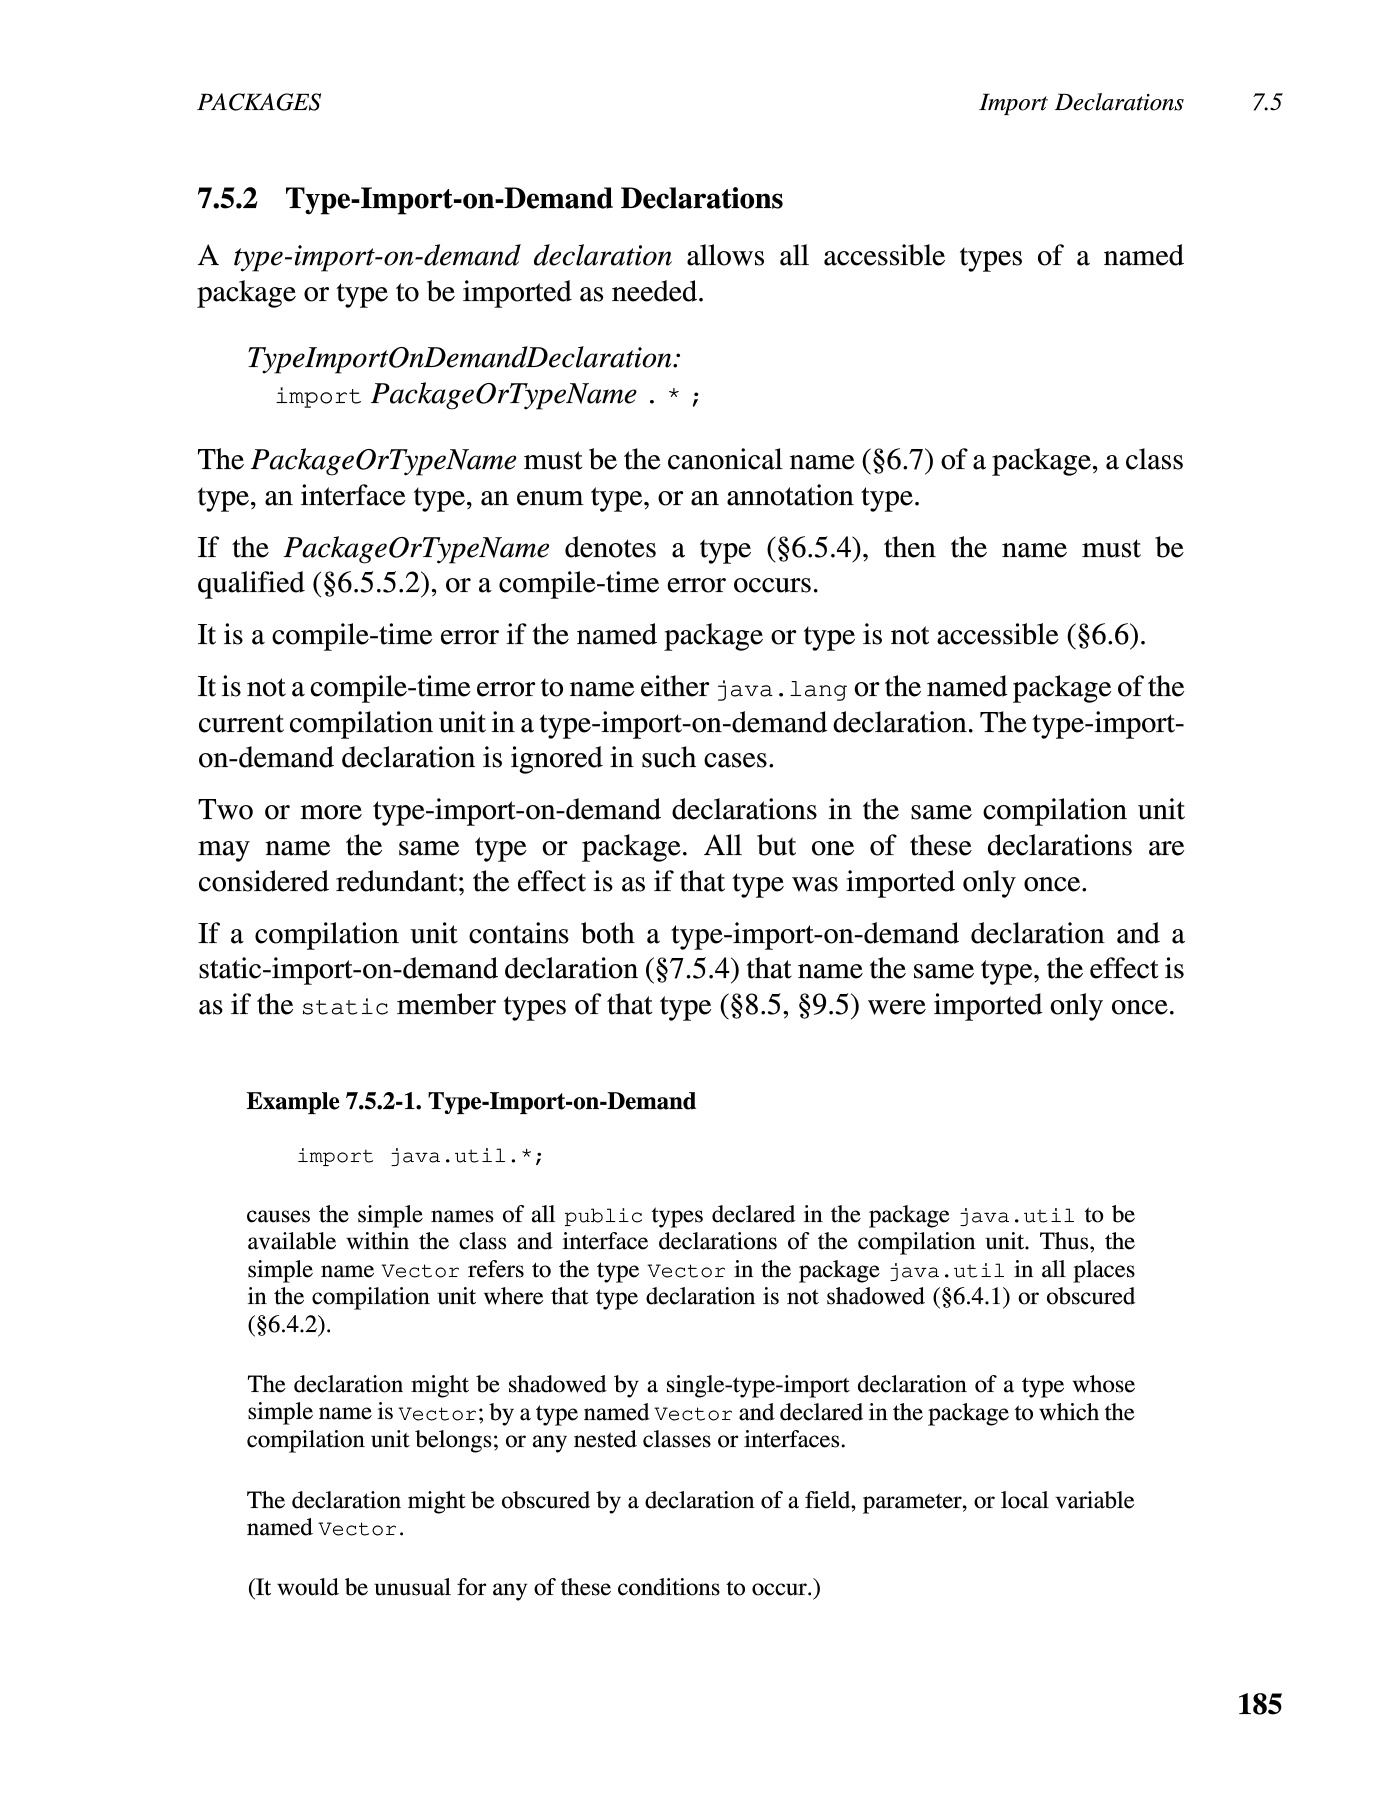 PACKAGES Import Declarations 7.5
7.5.2 Type-Import-on-Demand Declarations
A type-import-on-demand declaration allows all accessible types of a named
package or type to be imported as needed.
TypeImportOnDemandDeclaration:
import PackageOrTypeName . * ;
The PackageOrTypeName must be the canonical name (§6.7) of a package, a class
type, an interface type, an enum type, or an annotation type.
If the PackageOrTypeName denotes a type (§6.5.4), then the name must be
qualified (§6.5.5.2), or a compile-time error occurs.
It is a compile-time error if the named package or type is not accessible (§6.6).
It is not a compile-time error to name either java.lang or the named package of the
current compilation unit in a type-import-on-demand declaration. The type-import-
on-demand declaration is ignored in such cases.
Two or more type-import-on-demand declarations in the same compilation unit
may name the same type or package. All but one of these declarations are
considered redundant; the effect is as if that type was imported only once.
If a compilation unit contains both a type-import-on-demand declaration and a
static-import-on-demand declaration (§7.5.4) that name the same type, the effect is
as if the static member types of that type (§8.5, §9.5) were imported only once.
Example 7.5.2-1. Type-Import-on-Demand
import java.util.*;
causes the simple names of all public types declared in the package java.util to be
available within the class and interface declarations of the compilation unit. Thus, the
simple name Vector refers to the type Vector in the package java.util in all places
in the compilation unit where that type declaration is not shadowed (§6.4.1) or obscured
(§6.4.2).
The declaration might be shadowed by a single-type-import declaration of a type whose
simple name is Vector; by a type named Vector and declared in the package to which the
compilation unit belongs; or any nested classes or interfaces.
The declaration might be obscured by a declaration of a field, parameter, or local variable
named Vector.
(It would be unusual for any of these conditions to occur.)
185